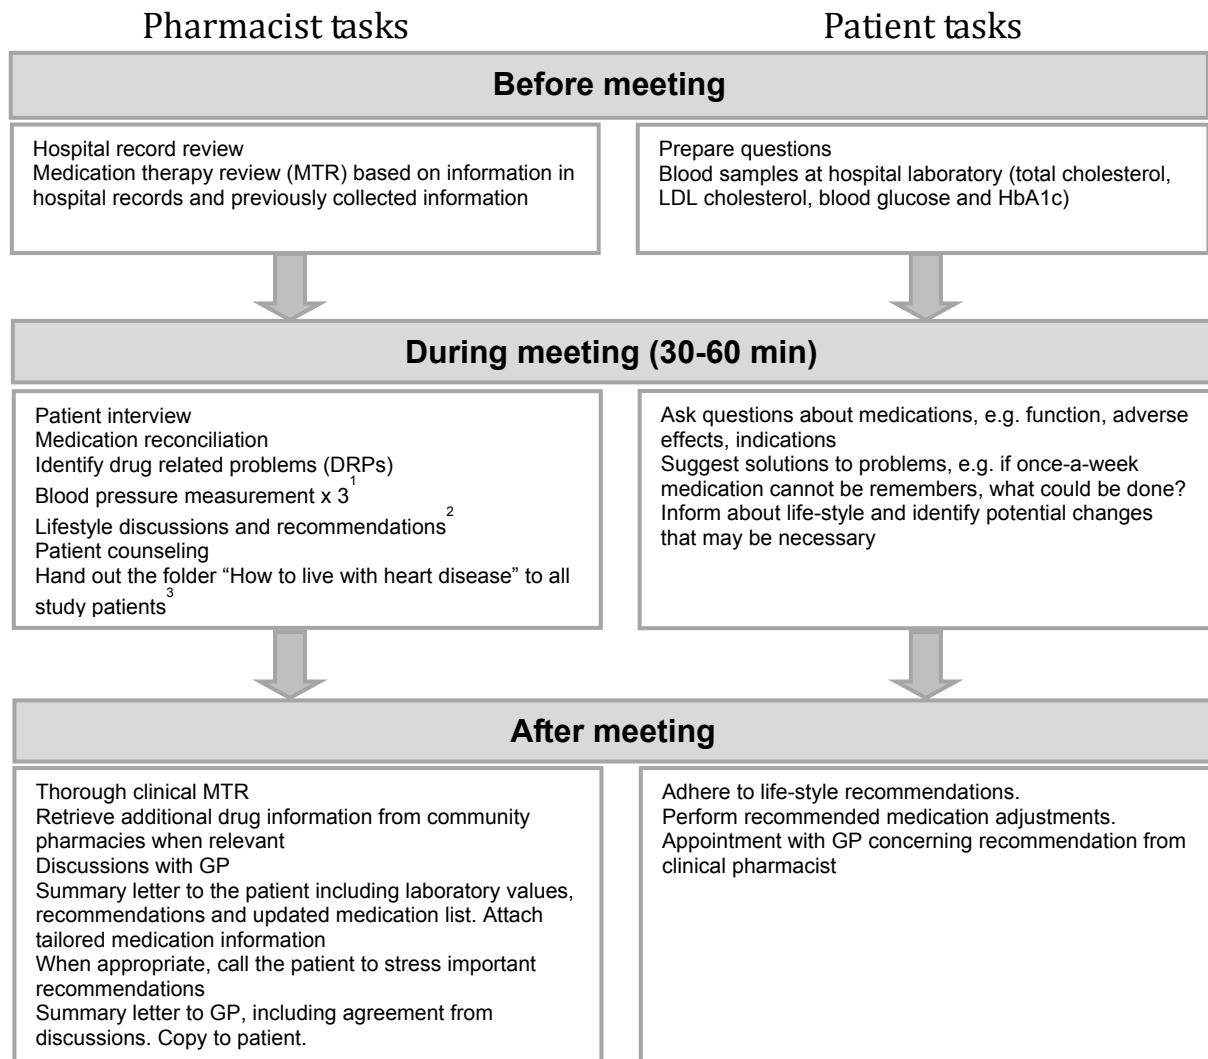 Pharmacist tasks
Patient tasks
Before meeting
Hospital record review
Medication therapy review (MTR) based on information in
hospital records and previously collected information
Prepare questions
Blood samples at hospital laboratory (total cholesterol,
LDL cholesterol, blood glucose and HbA1c)
During meeting (30-60 min)
Patient interview
Medication reconciliation
Identify drug related problems (DRPs)
Blood pressure measurement x 3¹
Lifestyle discussions and recommendations²
Patient counseling
Hand out the folder “How to live with heart disease” to all
study patients³
Ask questions about medications, e.g. function, adverse
effects, indications
Suggest solutions to problems, e.g. if once-a-week
medication cannot be remembers, what could be done?
Inform about life-style and identify potential changes
that may be necessary
After meeting
Thorough clinical MTR
Retrieve additional drug information from community
pharmacies when relevant
Discussions with GP
Summary letter to the patient including laboratory values,
recommendations and updated medication list. Attach
tailored medication information
When appropriate, call the patient to stress important
recommendations
Summary letter to GP, including agreement from
discussions. Copy to patient.
Adhere to life-style recommendations.
Perform recommended medication adjustments.
Appointment with GP concerning recommendation from
clinical pharmacist